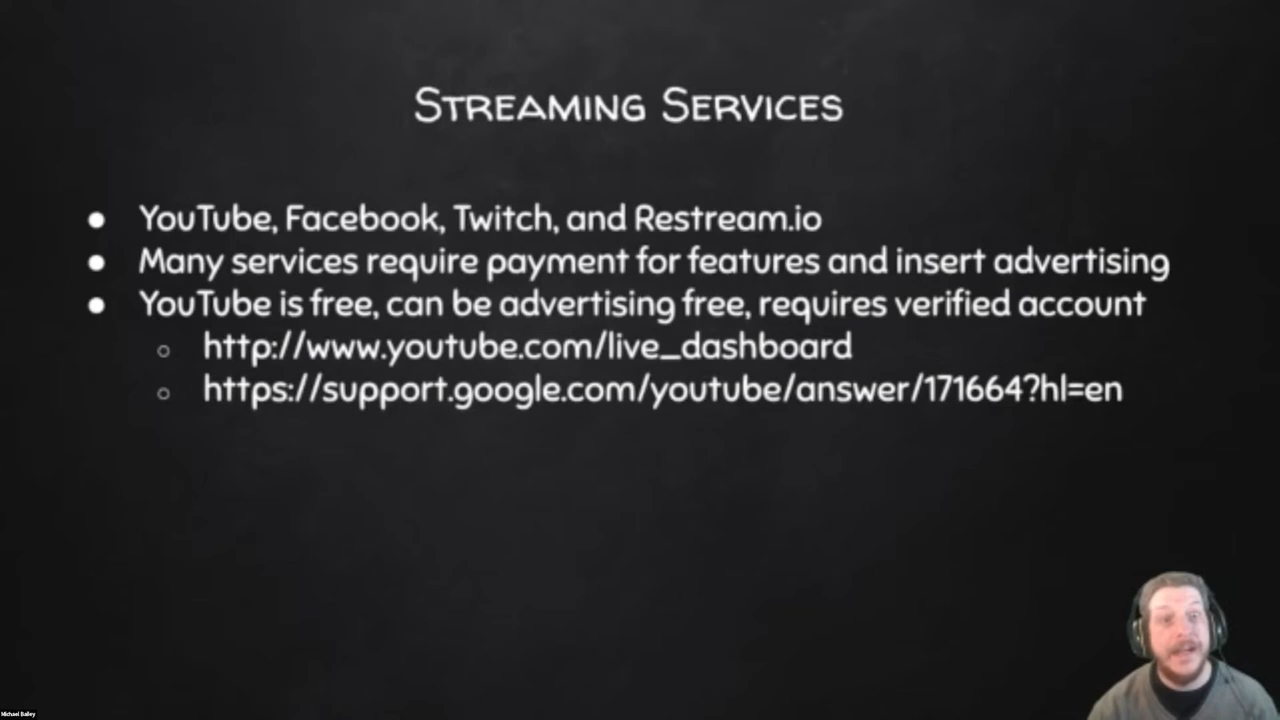 Streaming Services
● YouTube, Facebook, Twitch, and Restream.io
● Many services require payment for features and insert advertising
● YouTube is free, can be advertising free, requires verified account
○ http://www.youtube.com/live_dashboard
○ https://support.google.com/youtube/answer/171664?hl=en
Michael Bailey